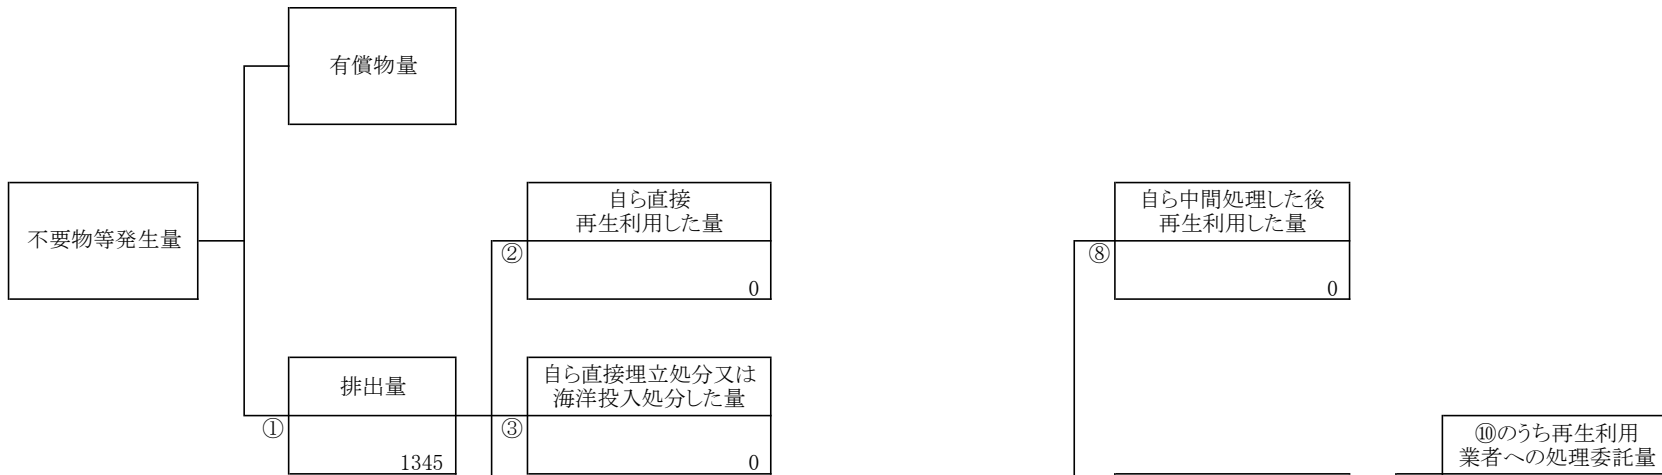 有償物量
不要物等発生量
自ら直接
再生利用した量
②
0
自ら中間処理した後
再生利用した量
⑧
0
排出量
①
1345
自ら直接埋立処分又は
海洋投入処分した量
③
0
⑩のうち再生利用
業者への処理委託量